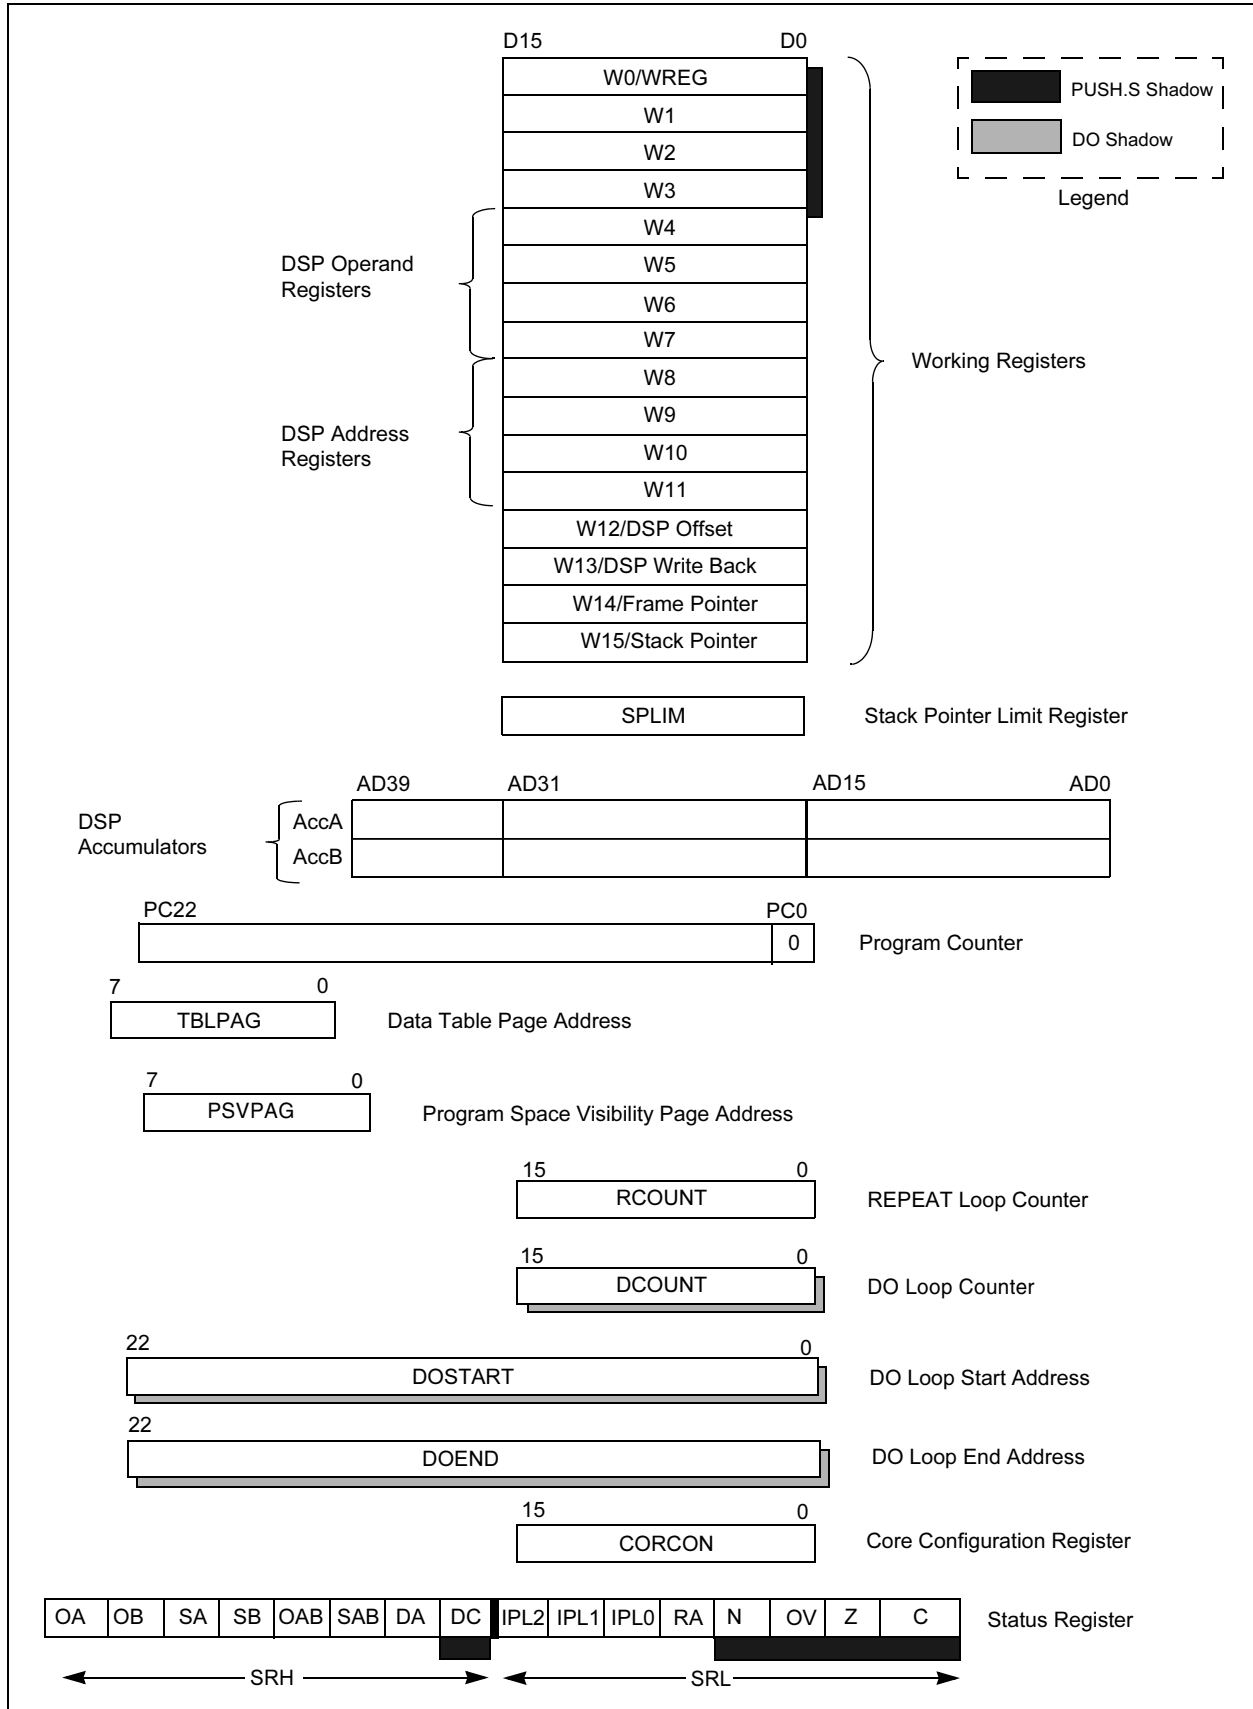 D15 D0
W0/WREG
PUSH.S Shadow
W1
DO Shadow
W2
W3
Legend
W4
DSP Operand
Registers
W5
W6
W7
Working Registers
W8
W9
DSP Address
Registers
W10
W11
W12/DSP Offset
W13/DSP Write Back
W14/Frame Pointer
W15/Stack Pointer
SPLIM Stack Pointer Limit Register
AD39 AD31 AD15 AD0
DSP
Accumulators
AccA
AccB
PC22 PC0
0 Program Counter
7 0
TBLPAG Data Table Page Address
7 0
PSVPAG Program Space Visibility Page Address
15 0
RCOUNT REPEAT Loop Counter
15 0
DCOUNT DO Loop Counter
22 0
DOSTART DO Loop Start Address
22
DOEND DO Loop End Address
15 0
CORCON Core Configuration Register
OA OB SA SB OAB SAB DA DC IPL2 IPL1 IPL0 RA N OV Z C Status Register
SRH SRL